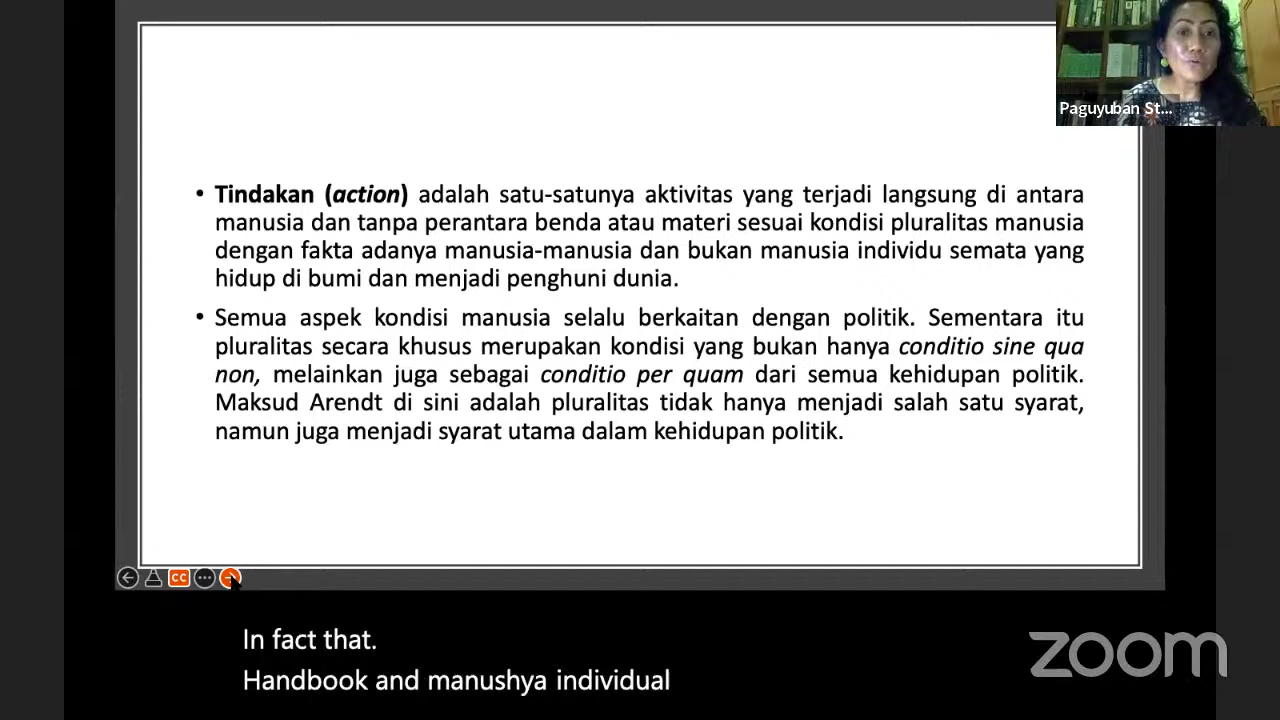 Paguyuban St...
• Tindakan (action) adalah satu-satunya aktivitas yang terjadi langsung di antara
manusia dan tanpa perantara benda atau materi sesuai kondisi pluralitas manusia
dengan fakta adanya manusia-manusia dan bukan manusia individu semata yang
hidup di bumi dan menjadi penghuni dunia.
• Semua aspek kondisi manusia selalu berkaitan dengan politik. Sementara itu
pluralitas secara khusus merupakan kondisi yang bukan hanya conditio sine qua
non, melainkan juga sebagai conditio per quam dari semua kehidupan politik.
Maksud Arendt di sini adalah pluralitas tidak hanya menjadi salah satu syarat,
namun juga menjadi syarat utama dalam kehidupan politik.
CC
In fact that.
Handbook and manushya individual
zoom